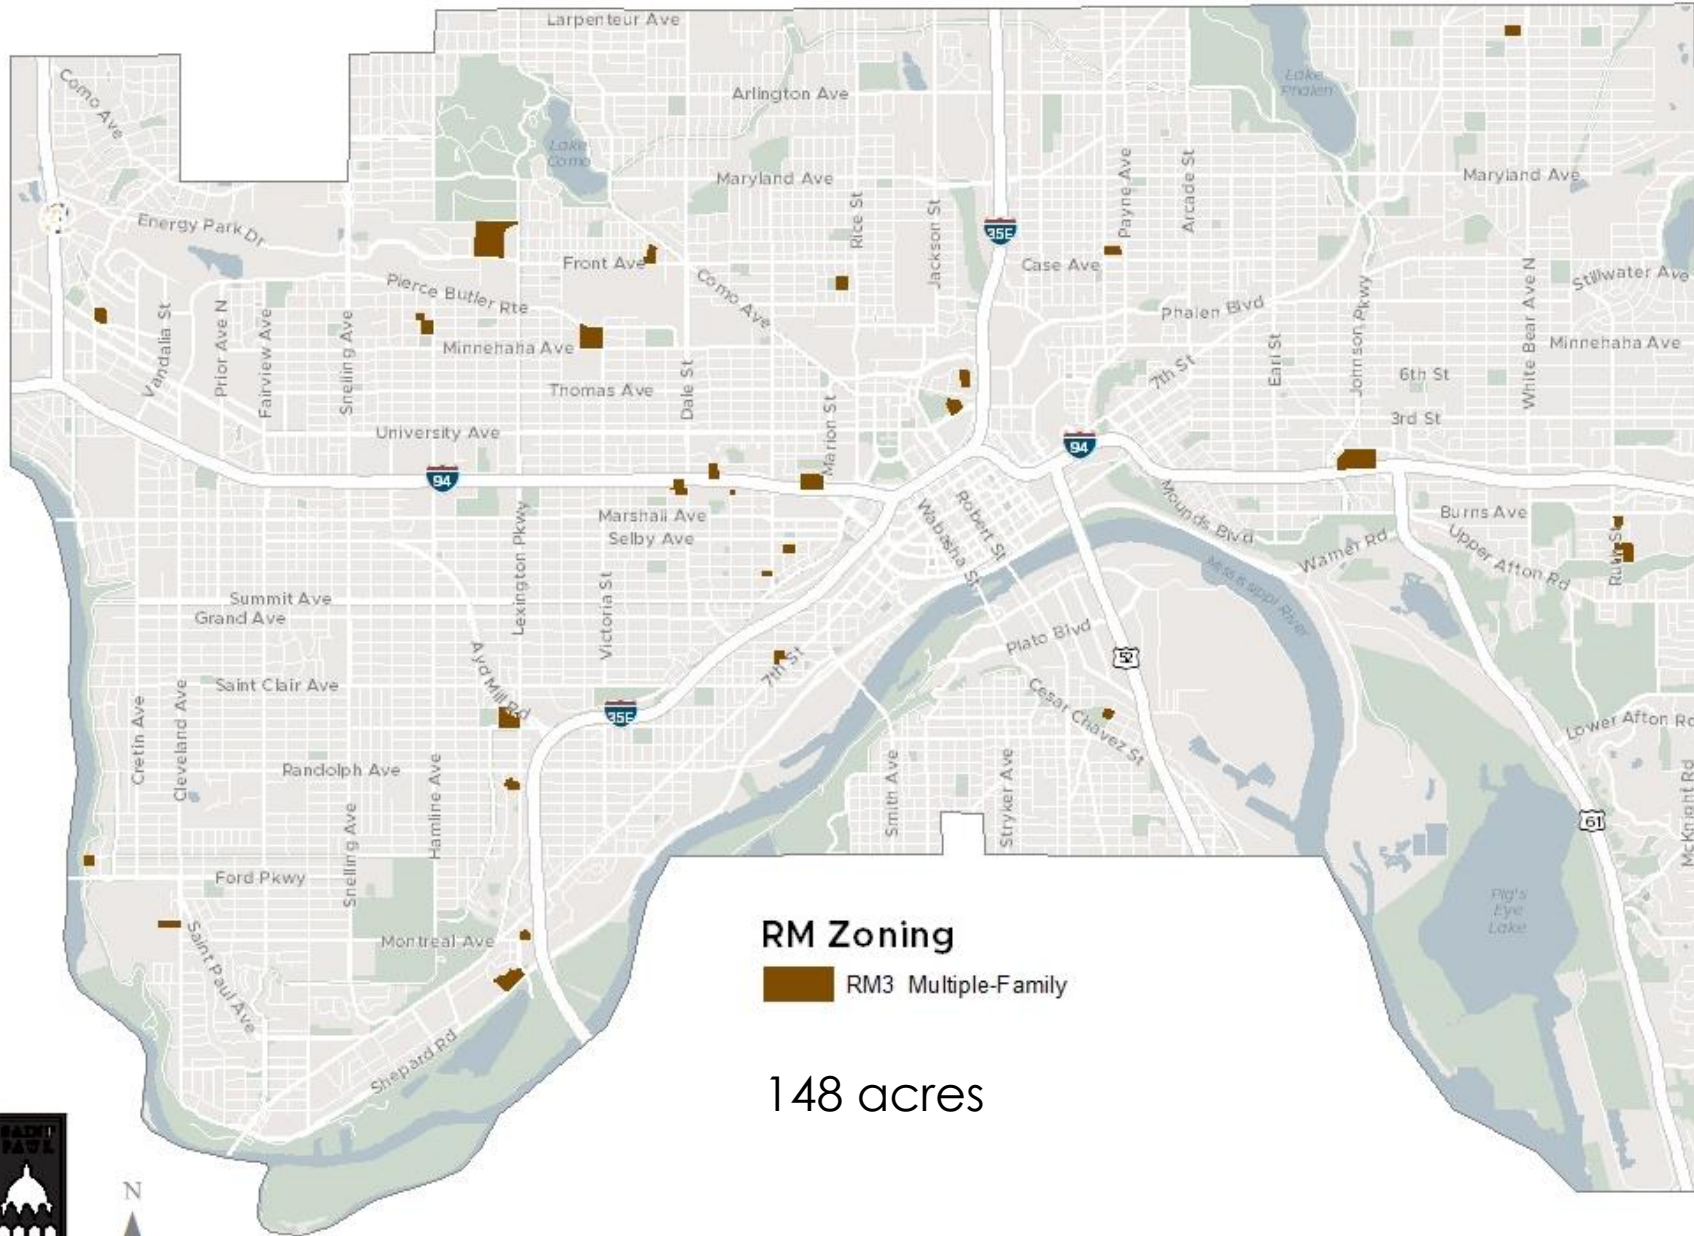 Larpenteur Ave
Como Ave
Lake
Phalen
Arlington Ave
Lake
Como
Maryland Ave
Maryland Ave
Payne Ave
Arcade St
Rice St
Jackson St
Energy Park Dr
35E
Front Ave
Case Ave
Stillwater Ave
Pierce Butler Rte
Como Ave
Phalen Blvd
Johnson Pkwy
White Bear Ave N
Vandalia St
Prior Ave N
Fairview Ave
Snelling Ave
Minnehaha Ave
Minnehaha Ave
Earl St
7th St
6th St
Thomas Ave
Dale St
Marion St
3rd St
University Ave
94
94
Marshall Ave
Selby Ave
Lexington Pkwy
Victoria St
Wabasha St
Robert St
Mounds Blvd
Burns Ave
Upper Afton Rd
Warner Rd
Ruth St
Mississippi River
Summit Ave
Grand Ave
Plato Blvd
52
Ayd Mill Rd
7th St
Saint Clair Ave
Cesar Chavez St
35E
Lower Afton Rd
Cretin Ave
Cleveland Ave
Randolph Ave
Hamline Ave
Smith Ave
Stryker Ave
McKnight Rd
61
Snelling Ave
Ford Pkwy
Pig's
Eye
Lake
Saint Paul Ave
Montreal Ave
Shepard Rd
RM Zoning
RM3 Multiple-Family
148 acres
SAINT
PAUL
N